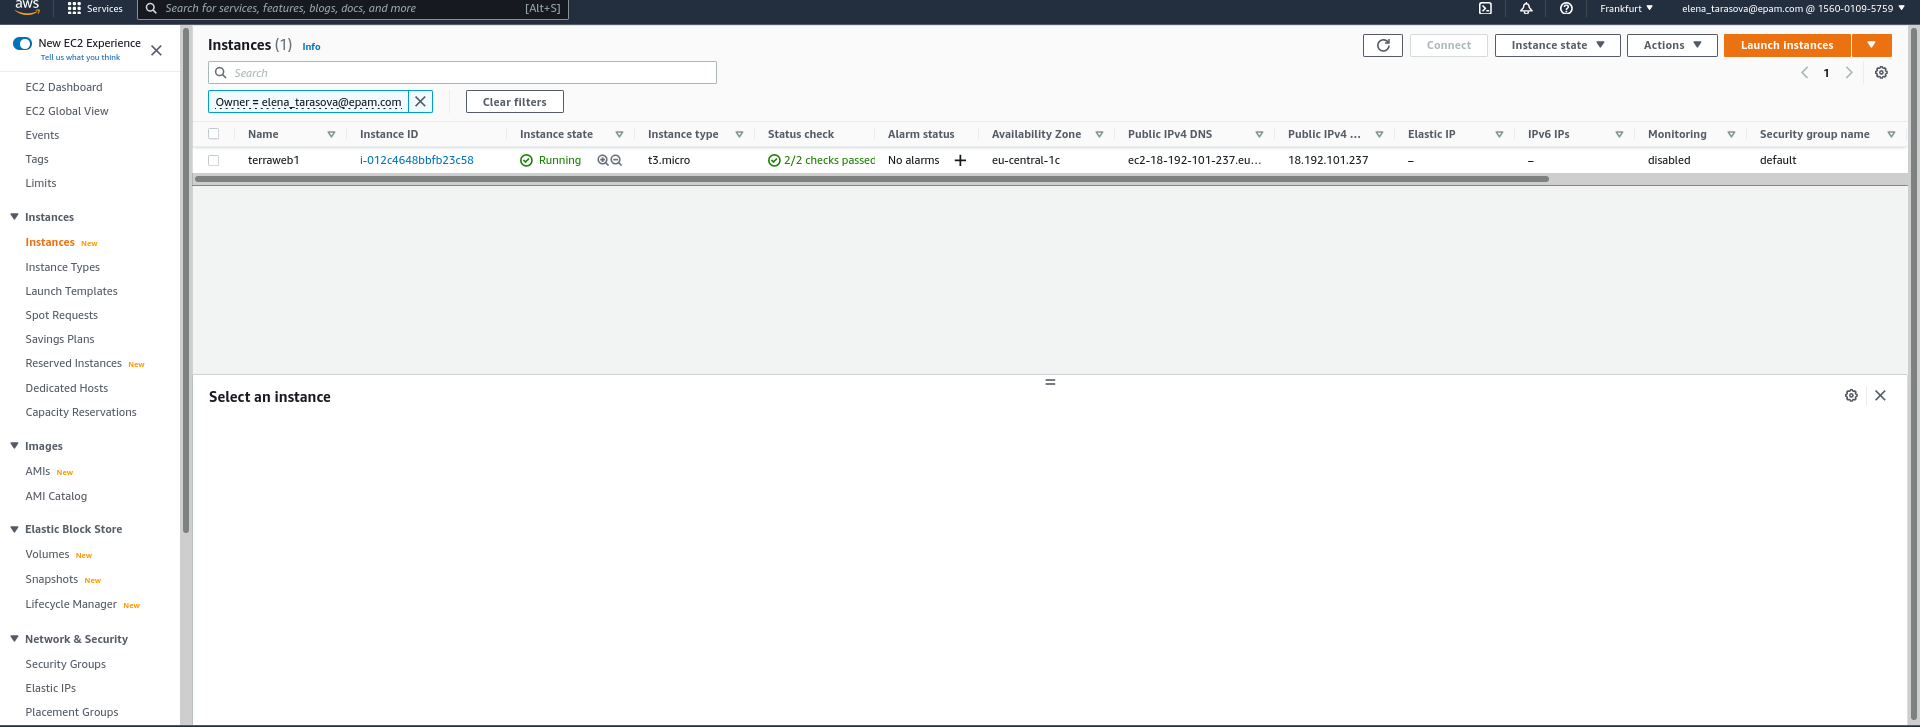 aws
Services
Search for services, features, blogs, docs, and more
[Alt+S]
Frankfurt
elena_tarasova@epam.com @ 1560-0109-5759
New EC2 Experience
Tell us what you think
EC2 Dashboard
EC2 Global View
Events
Tags
Limits
Instances
Instances New
Instance Types
Launch Templates
Spot Requests
Savings Plans
Reserved Instances New
Dedicated Hosts
Capacity Reservations
Images
AMIs New
AMI Catalog
Elastic Block Store
Volumes New
Snapshots New
Lifecycle Manager New
Network & Security
Security Groups
Elastic IPs
Placement Groups
Instances (1) Info
Connect
Instance state
Actions
Launch instances
Search
1
Owner = elena_tarasova@epam.com
Clear filters
Name Instance ID Instance state Instance type Status check Alarm status Availability Zone Public IPv4 DNS Public IPv4 ... Elastic IP IPv6 IPs Monitoring Security group name
terraweb1 i-012c4648bbfb23c58 Running t3.micro 2/2 checks passed No alarms + eu-central-1c ec2-18-192-101-237.eu... 18.192.101.237 – – disabled default
Select an instance